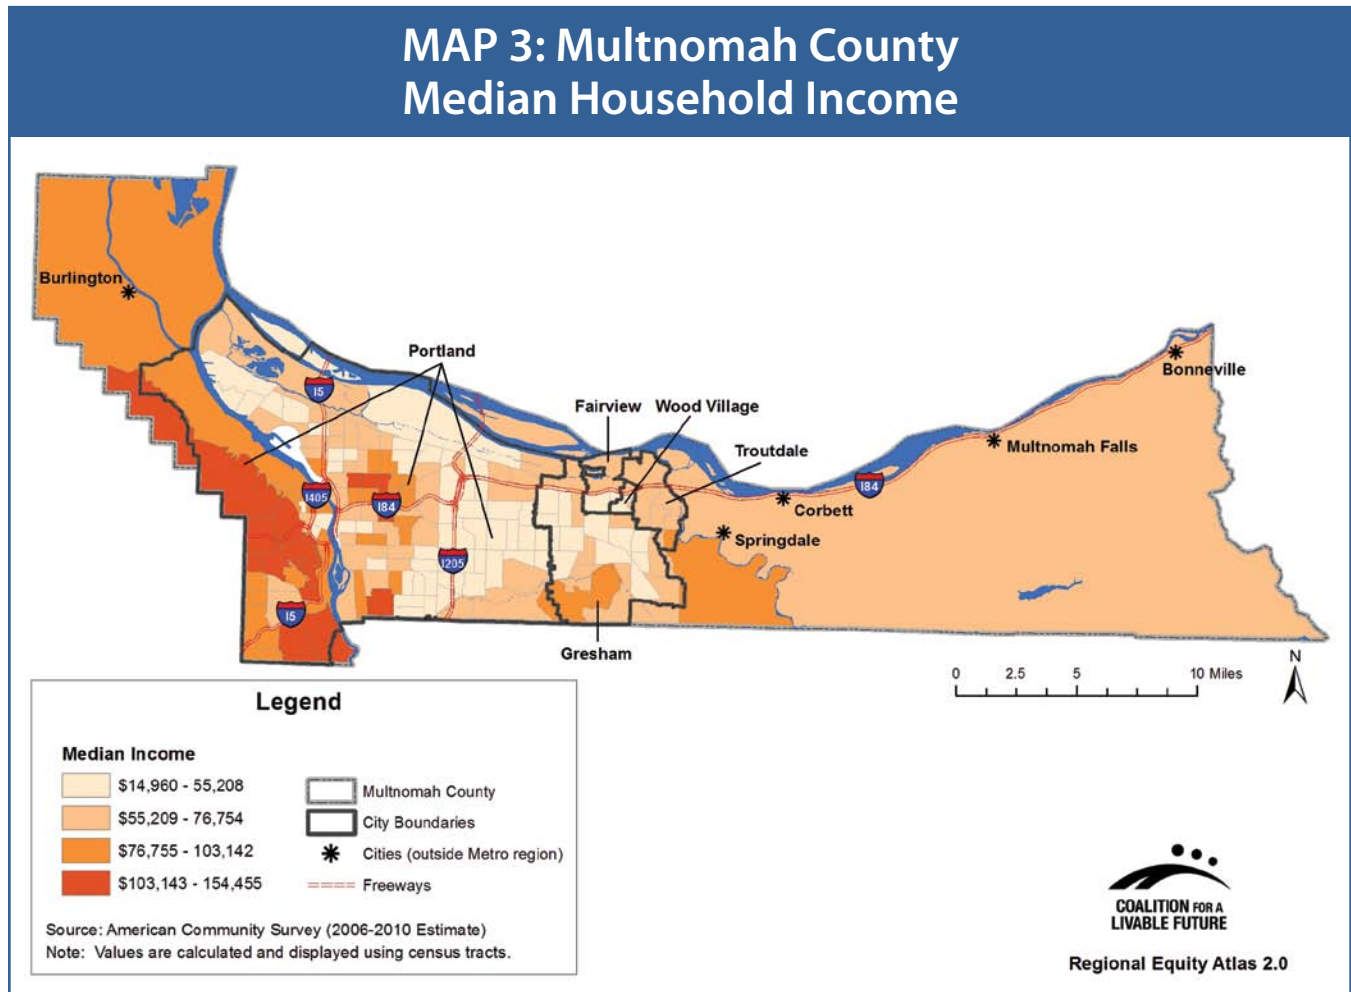 MAP 3: Multnomah County
Median Household Income
Burlington
Portland
I5
Fairview
Wood Village
Troutdale
Bonneville
Multnomah Falls
I84
Corbett
Springdale
I405
I84
I205
I5
Gresham
0 2.5 5 10 Miles
N
Legend
Median Income
$14,960 - 55,208
$55,209 - 76,754
$76,755 - 103,142
$103,143 - 154,455
Multnomah County
City Boundaries
Cities (outside Metro region)
Freeways
Source: American Community Survey (2006-2010 Estimate)
Note: Values are calculated and displayed using census tracts.
COALITION FOR A
LIVABLE FUTURE
Regional Equity Atlas 2.0